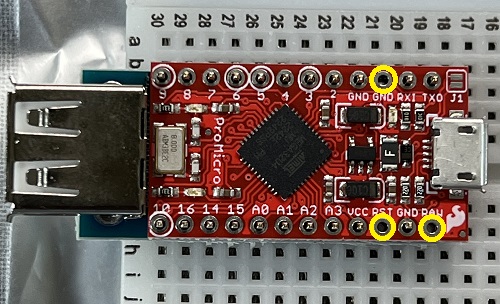 30 29 28 27 26 25 24 23 22 21 20 19 18 17
a
b
9 8 7 6 5 4 3 2 GND GND RXI TXO J1
ProMicro
8.000
F
10 16 14 15 A0 A1 A2 A3 VCC RST GND RAW
h
i
j